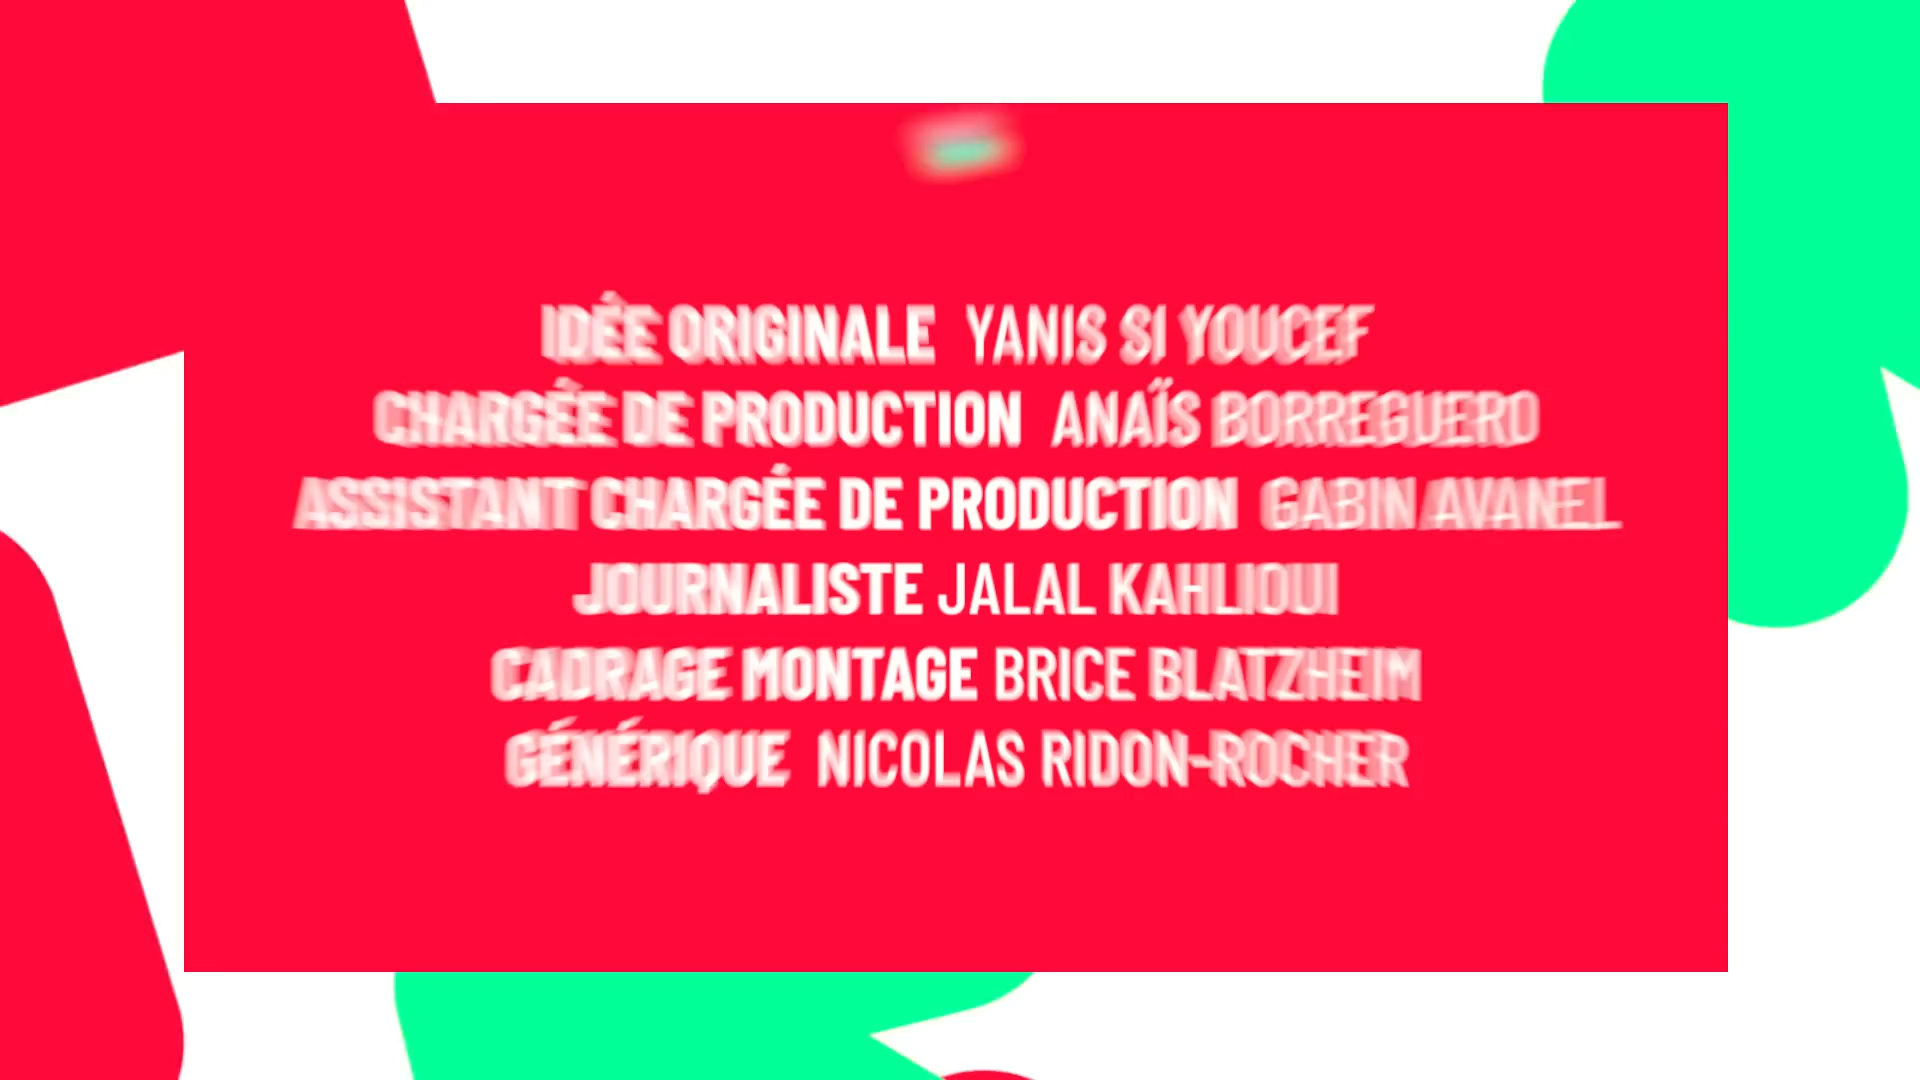 IDÉE ORIGINALE YANIS SI YOUCEF
CHARGÉE DE PRODUCTION ANAÏS BORREGUERO
ASSISTANT CHARGÉE DE PRODUCTION GABIN AVANEL
JOURNALISTE JALAL KAHLIOUI
CADRAGE MONTAGE BRICE BLATZHEIM
GÉNÉRIQUE NICOLAS RIDON-ROCHER